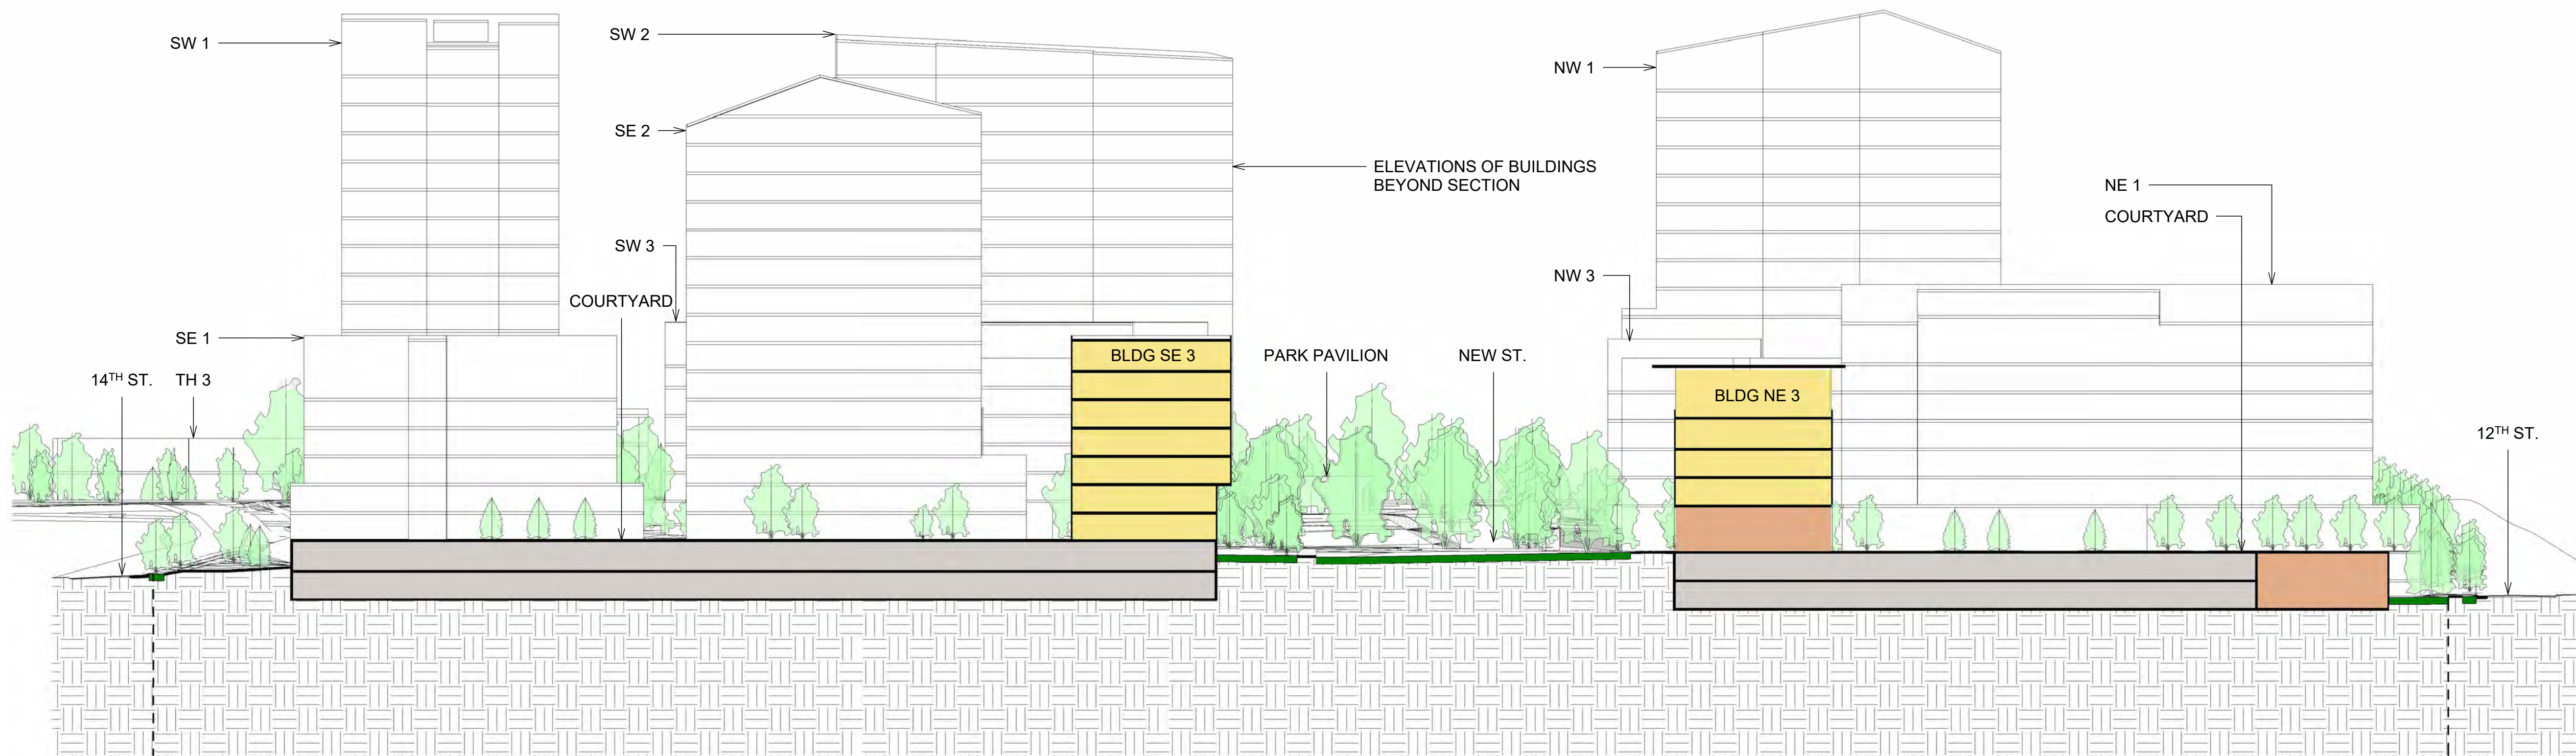 SW 1
SW 2
NW 1
SE 2
ELEVATIONS OF BUILDINGS
BEYOND SECTION
NE 1
COURTYARD
SW 3
NW 3
COURTYARD
SE 1
BLDG SE 3
PARK PAVILION
NEW ST.
14TH ST.
TH 3
BLDG NE 3
12TH ST.